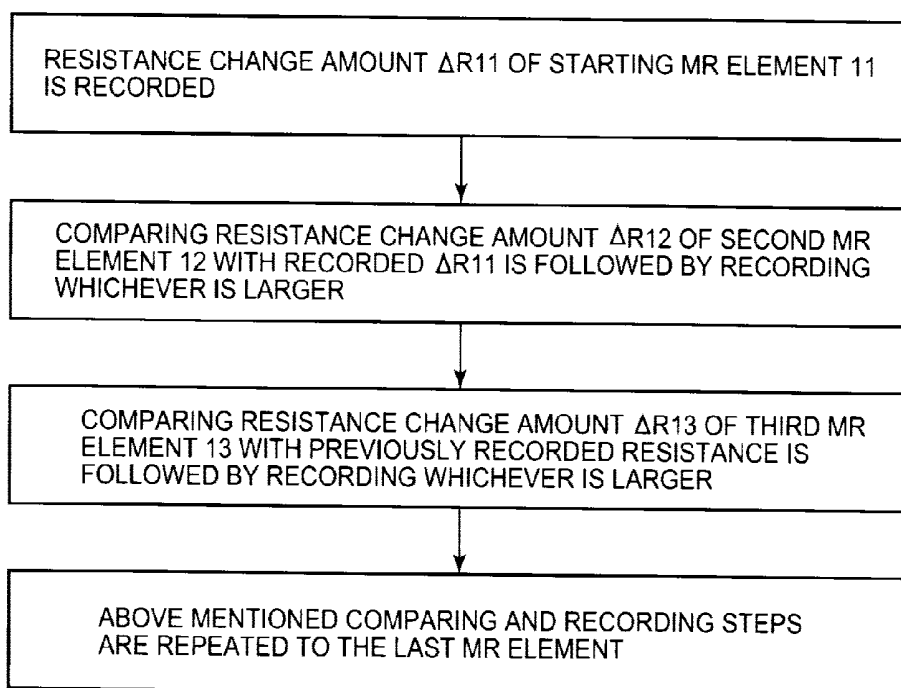 RESISTANCE CHANGE AMOUNT ΔR11 OF STARTING MR ELEMENT 11
IS RECORDED
COMPARING RESISTANCE CHANGE AMOUNT ΔR12 OF SECOND MR
ELEMENT 12 WITH RECORDED ΔR11 IS FOLLOWED BY RECORDING
WHICHEVER IS LARGER
COMPARING RESISTANCE CHANGE AMOUNT ΔR13 OF THIRD MR
ELEMENT 13 WITH PREVIOUSLY RECORDED RESISTANCE IS
FOLLOWED BY RECORDING WHICHEVER IS LARGER
ABOVE MENTIONED COMPARING AND RECORDING STEPS
ARE REPEATED TO THE LAST MR ELEMENT